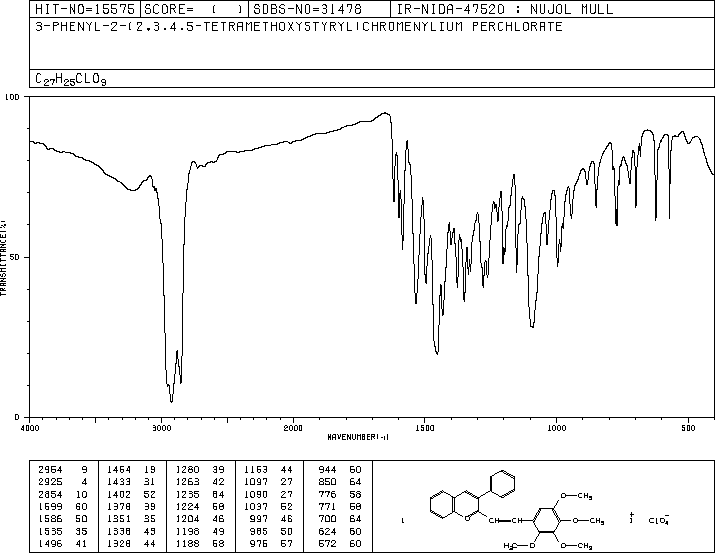 HIT-NO=15575 SCORE= ( ) SDBS-NO=31478 IR-NIDA-47520 : NUJOL MULL
3-PHENYL-2-(2,3,4,5-TETRAMETHOXYSTYRYL)CHROMENYLIUM PERCHLORATE
C27H25CLO9
100
50
0
TRANSMITTANCE(%)
4000 3000 2000 1500 1000 500
WAVENUMBER(-1)
2954 9 1464 19 1280 39 1153 44 944 60
2925 4 1433 31 1263 42 1097 27 850 64
2854 10 1402 52 1235 64 1090 27 776 58
1599 60 1378 39 1224 58 1037 52 771 58
1586 50 1351 35 1204 46 997 46 700 64
1535 35 1338 43 1198 49 985 50 624 60
1496 41 1328 44 1188 58 976 57 572 60
O
O-CH3
O-CH3
O-CH3
O
H3C
ClO4-
+